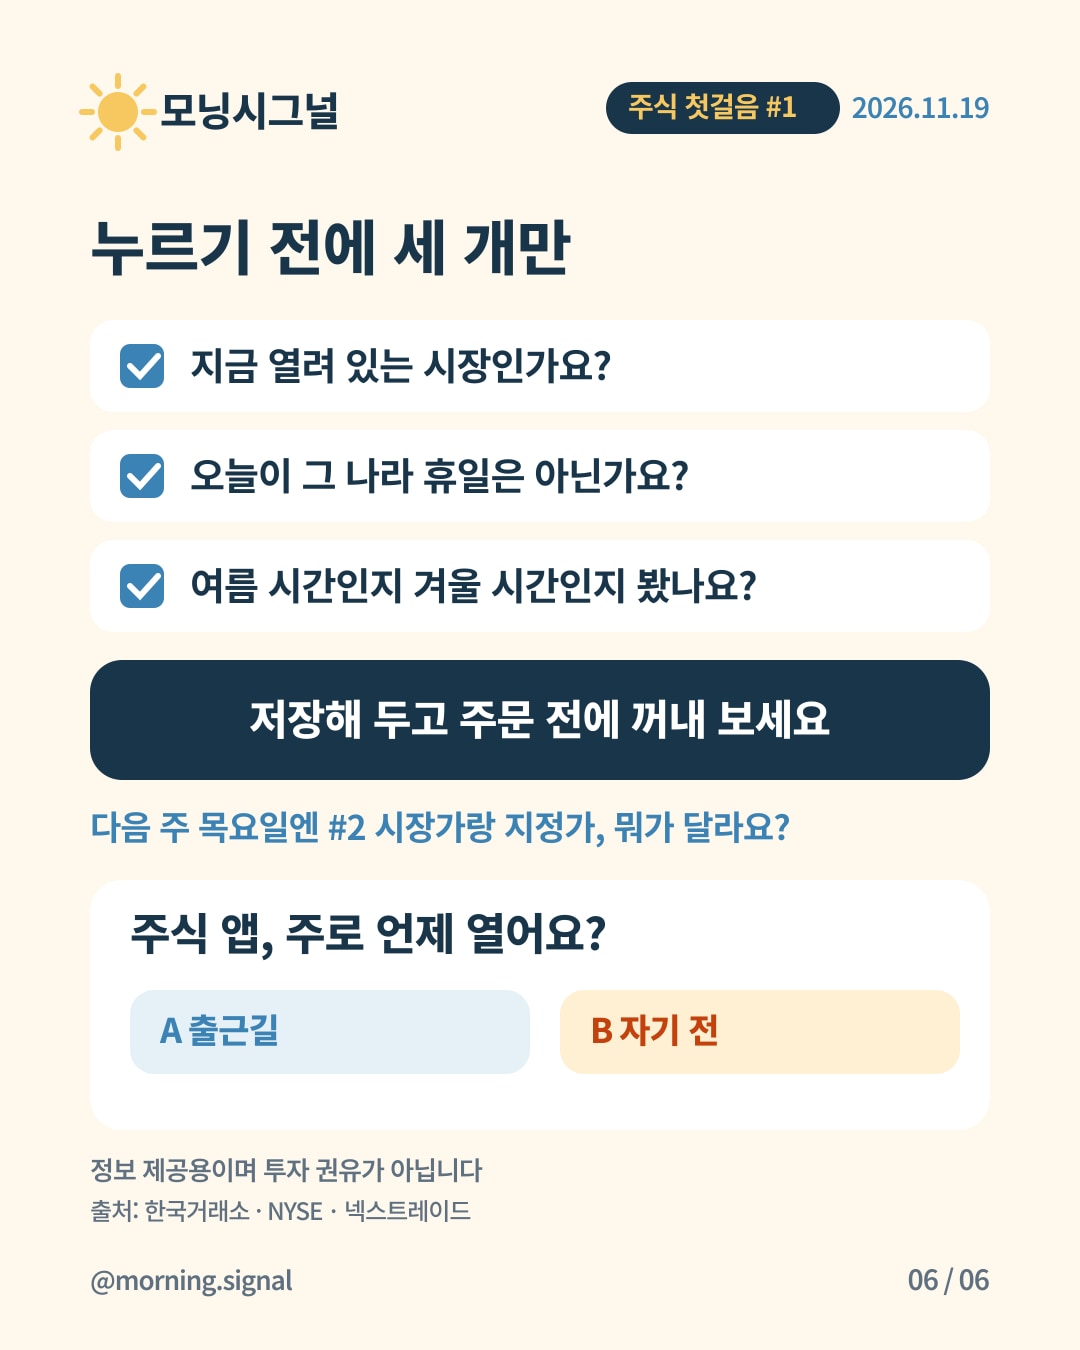 모닝시그널
주식 첫걸음 #1
2026.11.19
누르기 전에 세 개만
지금 열려 있는 시장인가요?
오늘이 그 나라 휴일은 아닌가요?
여름 시간인지 겨울 시간인지 봤나요?
저장해 두고 주문 전에 꺼내 보세요
다음 주 목요일엔 #2 시장가랑 지정가, 뭐가 달라요?
주식 앱, 주로 언제 열어요?
A 출근길
B 자기 전
정보 제공용이며 투자 권유가 아닙니다
출처: 한국거래소 · NYSE · 넥스트레이드
@morning.signal
06 / 06